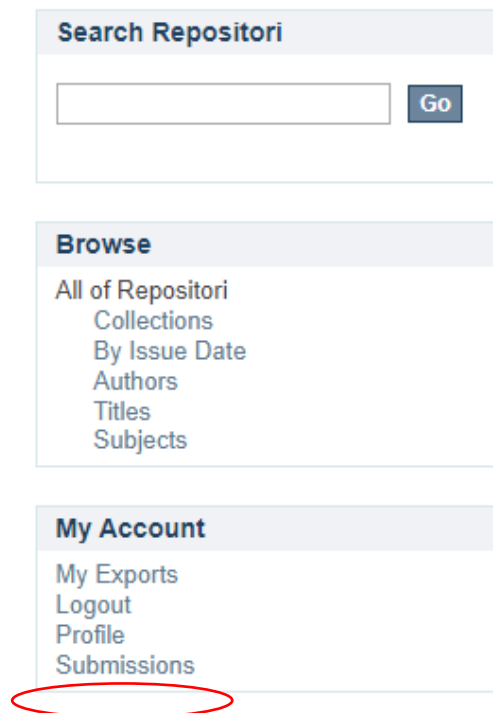 Search Repositori
Go
Browse
All of Repositori
Collections
By Issue Date
Authors
Titles
Subjects
My Account
My Exports
Logout
Profile
Submissions